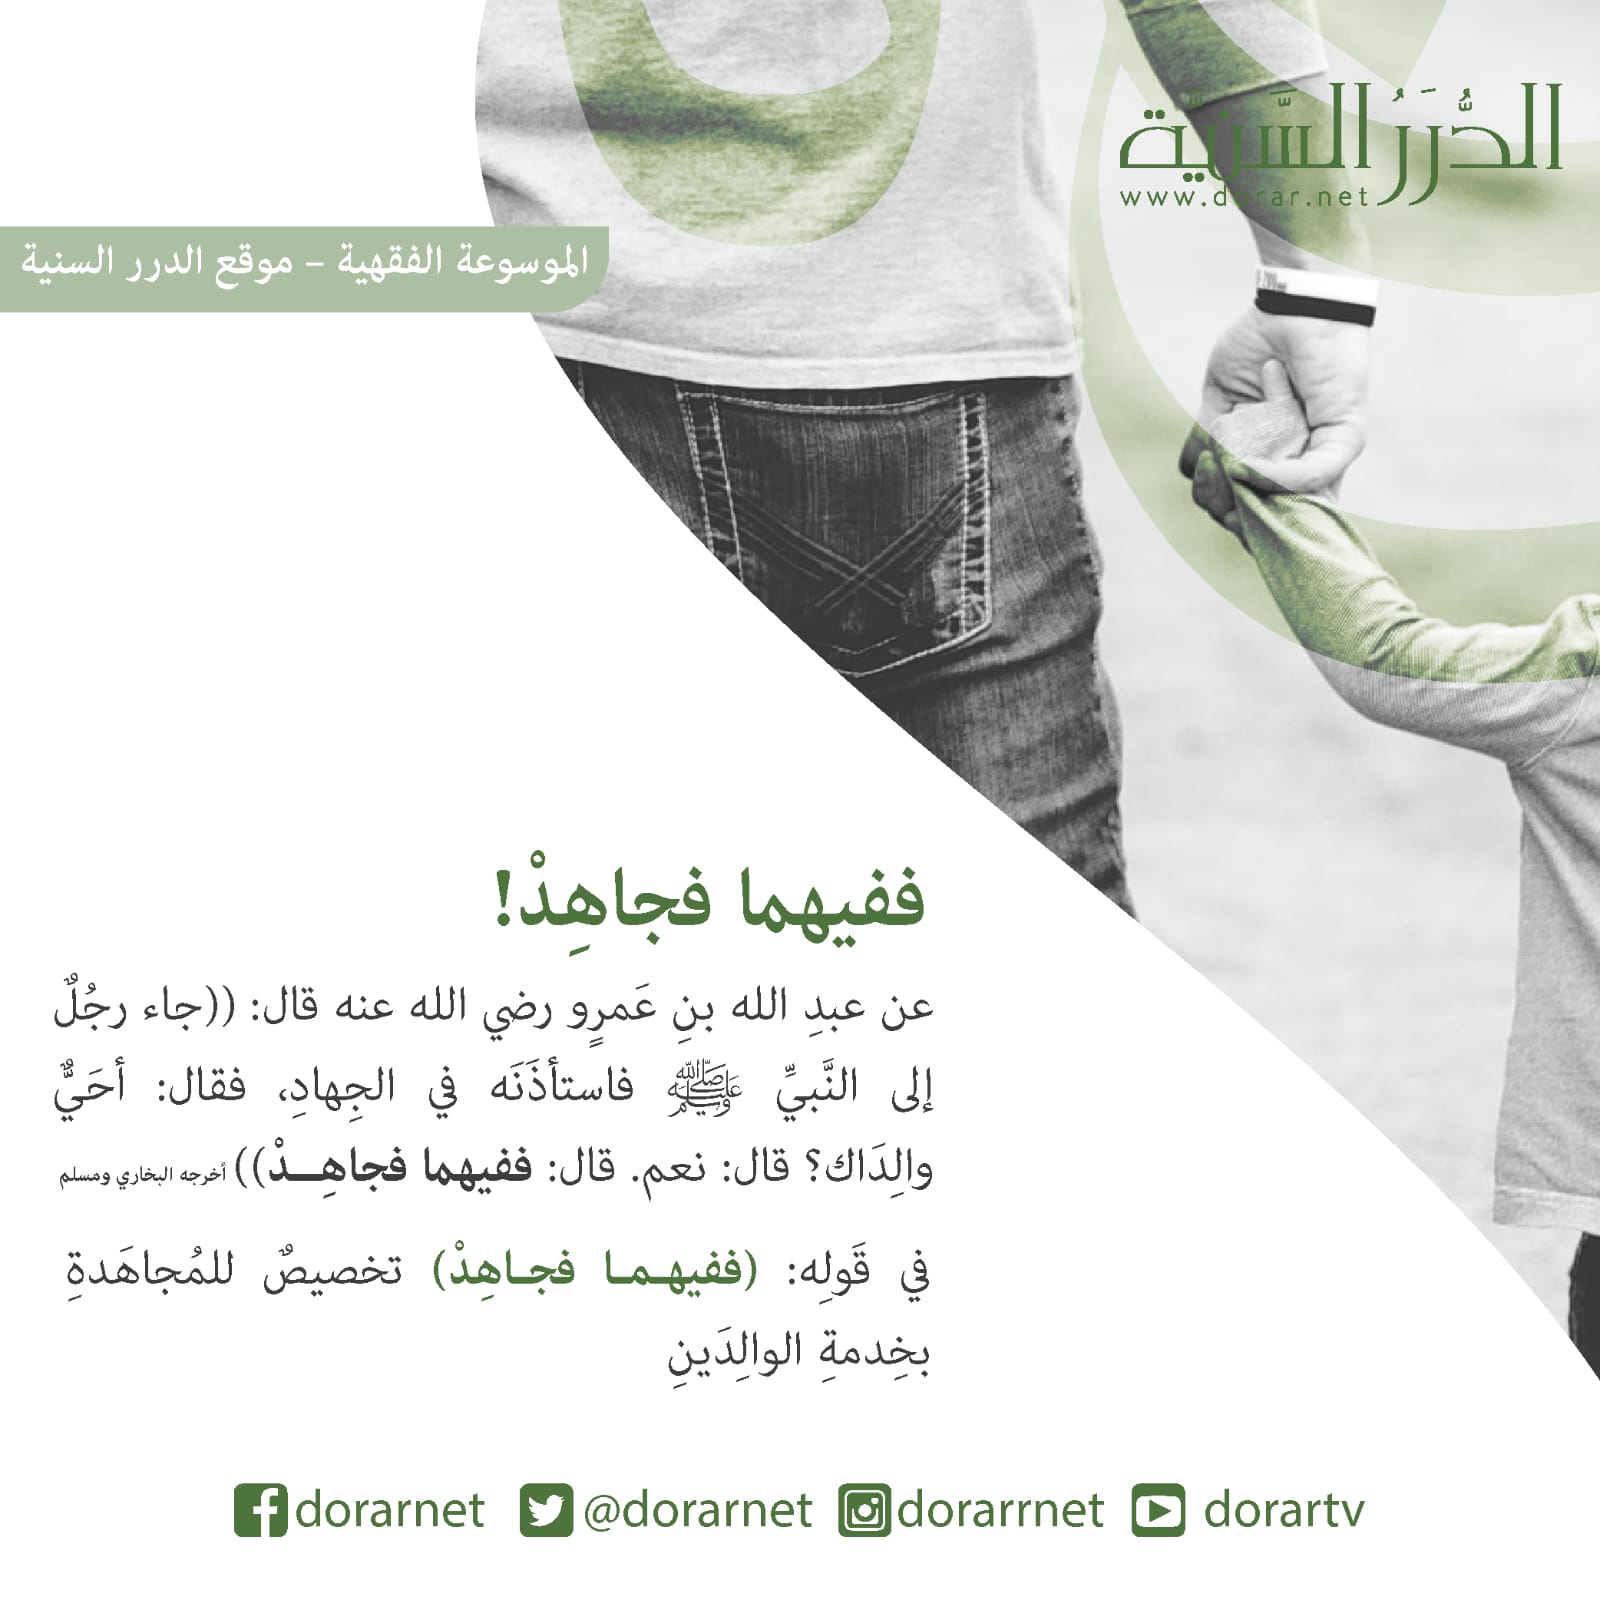 الدُّرَرُ السَّنِيَّة
www.dorar.net
الموسوعة الفقهية - موقع الدرر السنية
ففيهما فجاهِدْ!
عن عبدِ الله بنِ عَمرٍو رضي الله عنه قال: ((جاء رجُلٌ
إلى النَّبيِّ ﷺ فاستأذَنَه في الجِهادِ، فقال: أحَيٌّ
والِدَاك؟ قال: نعم. قال: ففيهما فجاهِـدْ)) أخرجه البخاري ومسلم
في قَولِه: (ففيهـمـا فجـاهِدْ) تخصيصٌ للمُجاهَدةِ
بخِدمةِ الوالِدَينِ
dorarnet @dorarnet dorarrnet dorartv